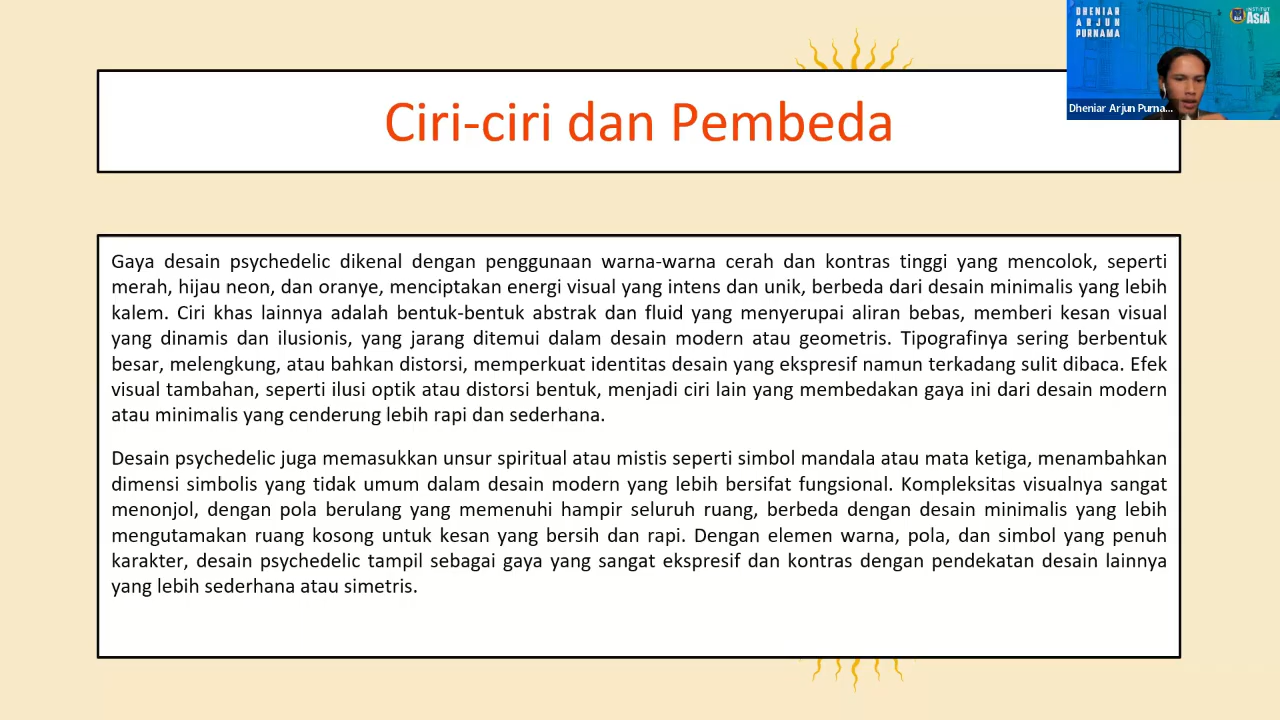 DHENIAR
ARJUN
PURNAMA
INSTITUT
ASIA
Dheniar Arjun Purna...
Ciri-ciri dan Pembeda
Gaya desain psychedelic dikenal dengan penggunaan warna-warna cerah dan kontras tinggi yang mencolok, seperti
merah, hijau neon, dan oranye, menciptakan energi visual yang intens dan unik, berbeda dari desain minimalis yang lebih
kalem. Ciri khas lainnya adalah bentuk-bentuk abstrak dan fluid yang menyerupai aliran bebas, memberi kesan visual
yang dinamis dan ilusionis, yang jarang ditemui dalam desain modern atau geometris. Tipografinya sering berbentuk
besar, melengkung, atau bahkan distorsi, memperkuat identitas desain yang ekspresif namun terkadang sulit dibaca. Efek
visual tambahan, seperti ilusi optik atau distorsi bentuk, menjadi ciri lain yang membedakan gaya ini dari desain modern
atau minimalis yang cenderung lebih rapi dan sederhana.
Desain psychedelic juga memasukkan unsur spiritual atau mistis seperti simbol mandala atau mata ketiga, menambahkan
dimensi simbolis yang tidak umum dalam desain modern yang lebih bersifat fungsional. Kompleksitas visualnya sangat
menonjol, dengan pola berulang yang memenuhi hampir seluruh ruang, berbeda dengan desain minimalis yang lebih
mengutamakan ruang kosong untuk kesan yang bersih dan rapi. Dengan elemen warna, pola, dan simbol yang penuh
karakter, desain psychedelic tampil sebagai gaya yang sangat ekspresif dan kontras dengan pendekatan desain lainnya
yang lebih sederhana atau simetris.